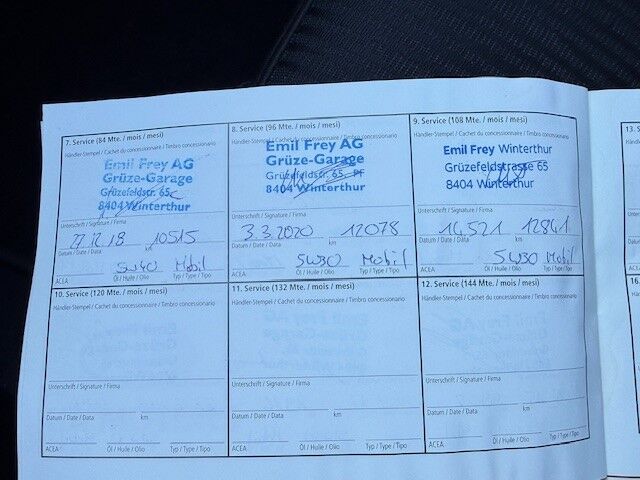 7. Service (84 Mte. / mois / mesi)
Händler-Stempel / Cachet du concessionnaire / Timbro concessionario
Emil Frey AG
Grüze-Garage
Grüzefeldstr. 65
8404 Winterthur
Unterschrift / Signature / Firma
27.12.18 10515
Datum / Date / Data km
5W40 Mobil
ACEA Öl / Huile / Olio Typ / Type / Tipo
8. Service (96 Mte. / mois / mesi)
Händler-Stempel / Cachet du concessionnaire / Timbro concessionario
Emil Frey AG
Grüze-Garage
Grüzefeldstr. 65, PF
8404 Winterthur
Unterschrift / Signature / Firma
3.3.2020 12078
Datum / Date / Data km
5W30 Mobil
ACEA Öl / Huile / Olio Typ / Type / Tipo
9. Service (108 Mte. / mois / mesi)
Händler-Stempel / Cachet du concessionnaire / Timbro concessionario
Emil Frey Winterthur
Grüzefeldstrasse 65
8404 Winterthur
Unterschrift / Signature / Firma
12841
Datum / Date / Data km
5W30 Mobil
ACEA Öl / Huile / Olio Typ / Type / Tipo
10. Service (120 Mte. / mois / mesi)
Händler-Stempel / Cachet du concessionnaire / Timbro concessionario
Unterschrift / Signature / Firma
Datum / Date / Data km
ACEA Öl / Huile / Olio Typ / Type / Tipo
11. Service (132 Mte. / mois / mesi)
Händler-Stempel / Cachet du concessionnaire / Timbro concessionario
Unterschrift / Signature / Firma
Datum / Date / Data km
ACEA Öl / Huile / Olio Typ / Type / Tipo
12. Service (144 Mte. / mois / mesi)
Händler-Stempel / Cachet du concessionnaire / Timbro concessionario
Unterschrift / Signature / Firma
Datum / Date / Data km
ACEA Öl / Huile / Olio Typ / Type / Tipo
13.
16.